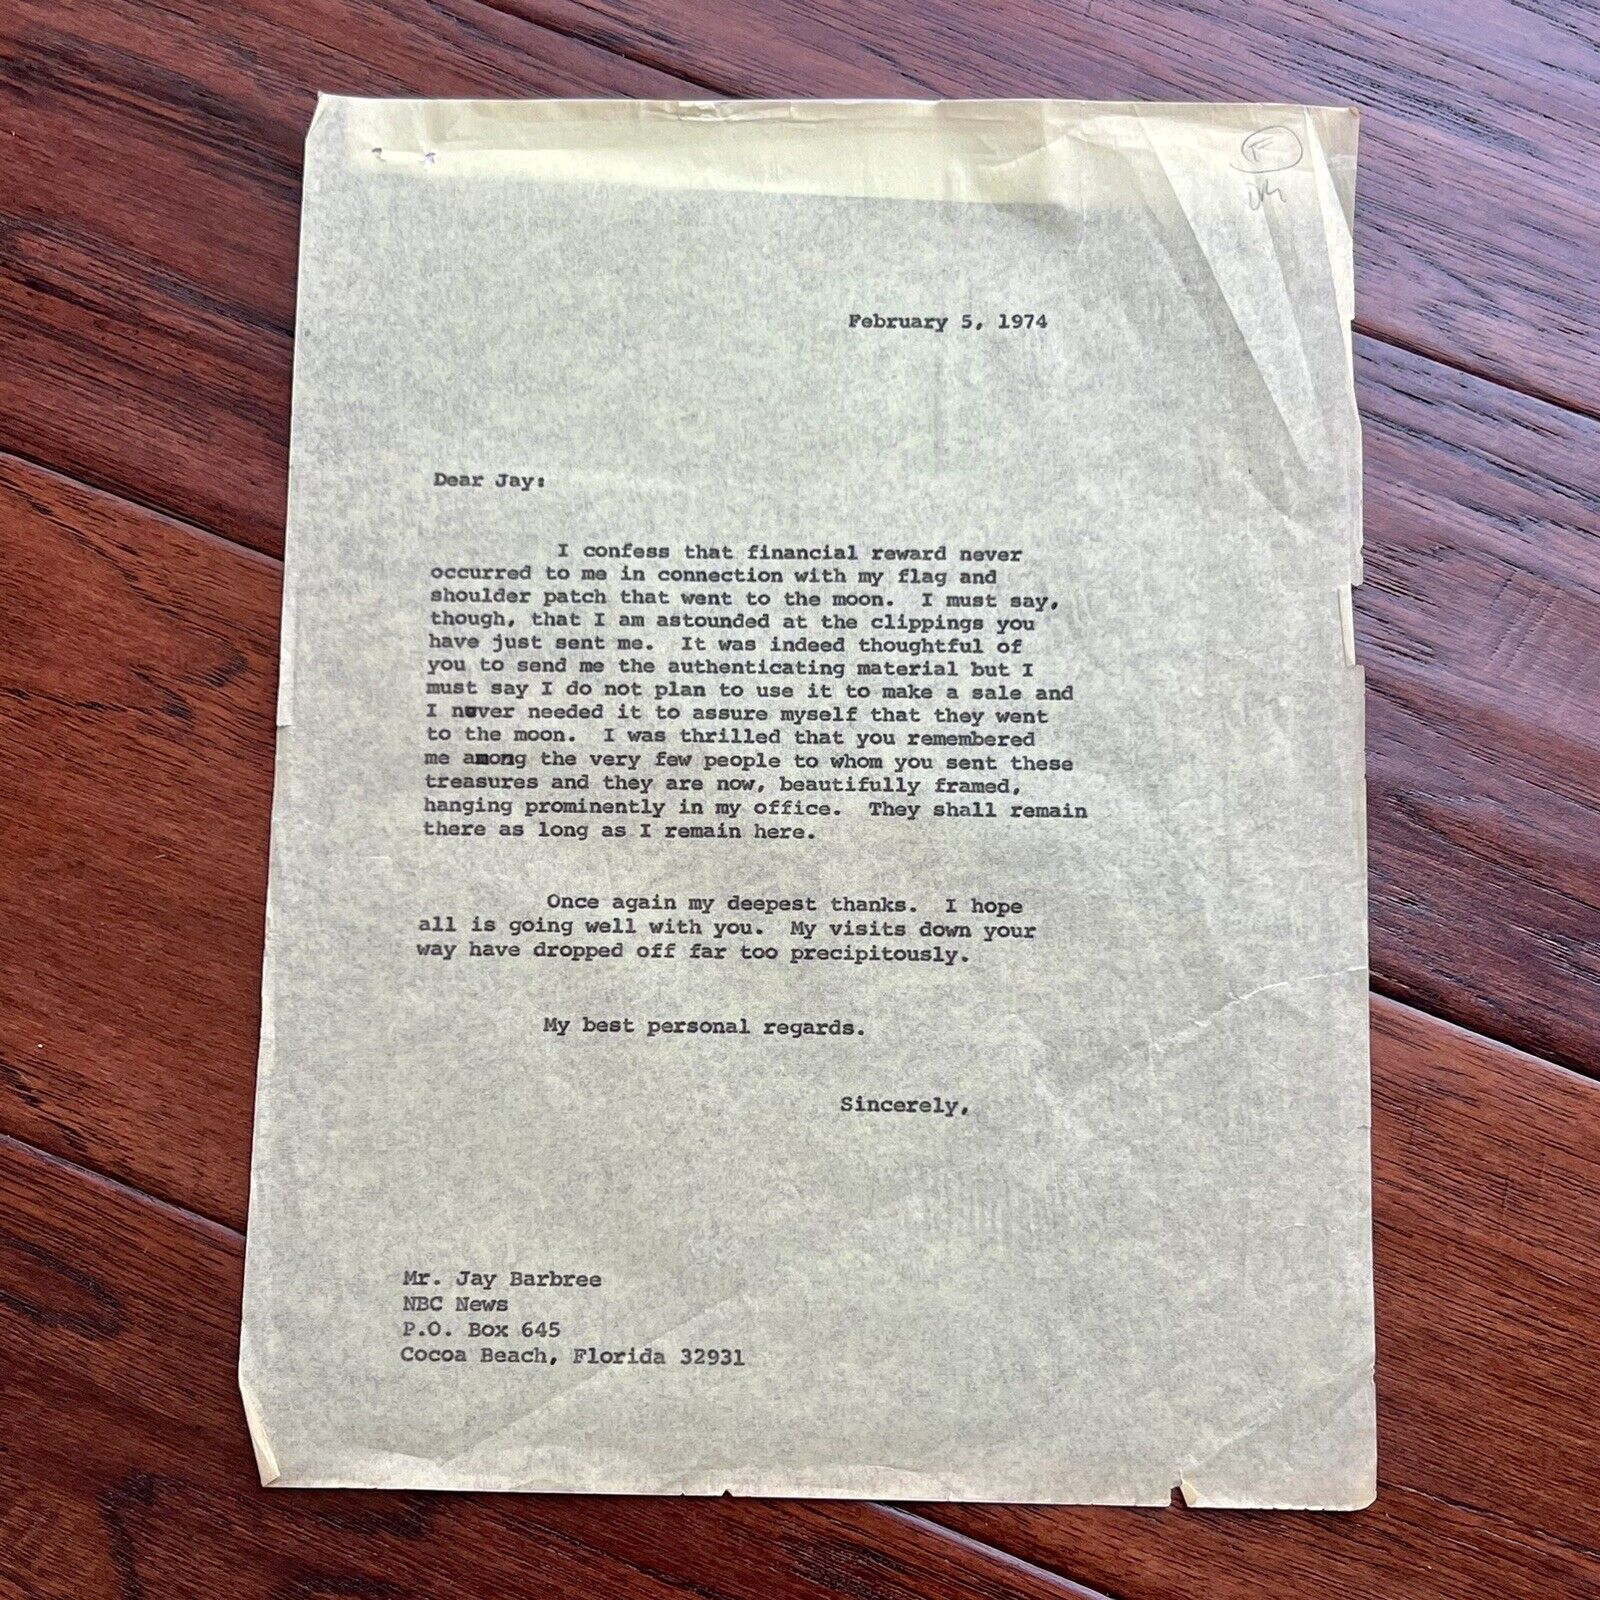 F
February 5, 1974
Dear Jay:
I confess that financial reward never
occurred to me in connection with my flag and
shoulder patch that went to the moon. I must say,
though, that I am astounded at the clippings you
have just sent me. It was indeed thoughtful of
you to send me the authenticating material but I
must say I do not plan to use it to make a sale and
I never needed it to assure myself that they went
to the moon. I was thrilled that you remembered
me among the very few people to whom you sent these
treasures and they are now, beautifully framed,
hanging prominently in my office. They shall remain
there as long as I remain here.
Once again my deepest thanks. I hope
all is going well with you. My visits down your
way have dropped off far too precipitously.
My best personal regards.
Sincerely,
Mr. Jay Barbree
NBC News
P.O. Box 645
Cocoa Beach, Florida 32931